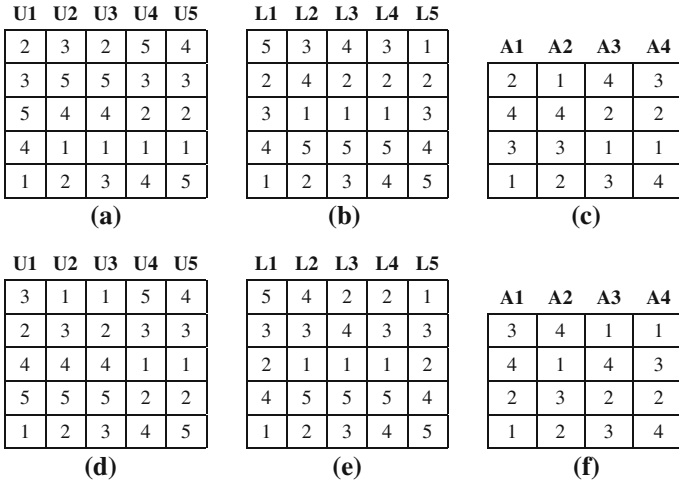 U1 U2 U3 U4 U5
2 3 2 5 4
3 5 5 3 3
5 4 4 2 2
4 1 1 1 1
1 2 3 4 5
(a)
L1 L2 L3 L4 L5
5 3 4 3 1
2 4 2 2 2
3 1 1 1 3
4 5 5 5 4
1 2 3 4 5
(b)
A1 A2 A3 A4
2 1 4 3
4 4 2 2
3 3 1 1
1 2 3 4
(c)
U1 U2 U3 U4 U5
3 1 1 5 4
2 3 2 3 3
4 4 4 1 1
5 5 5 2 2
1 2 3 4 5
(d)
L1 L2 L3 L4 L5
5 4 2 2 1
3 3 4 3 3
2 1 1 1 2
4 5 5 5 4
1 2 3 4 5
(e)
A1 A2 A3 A4
3 4 1 1
4 1 4 3
2 3 2 2
1 2 3 4
(f)